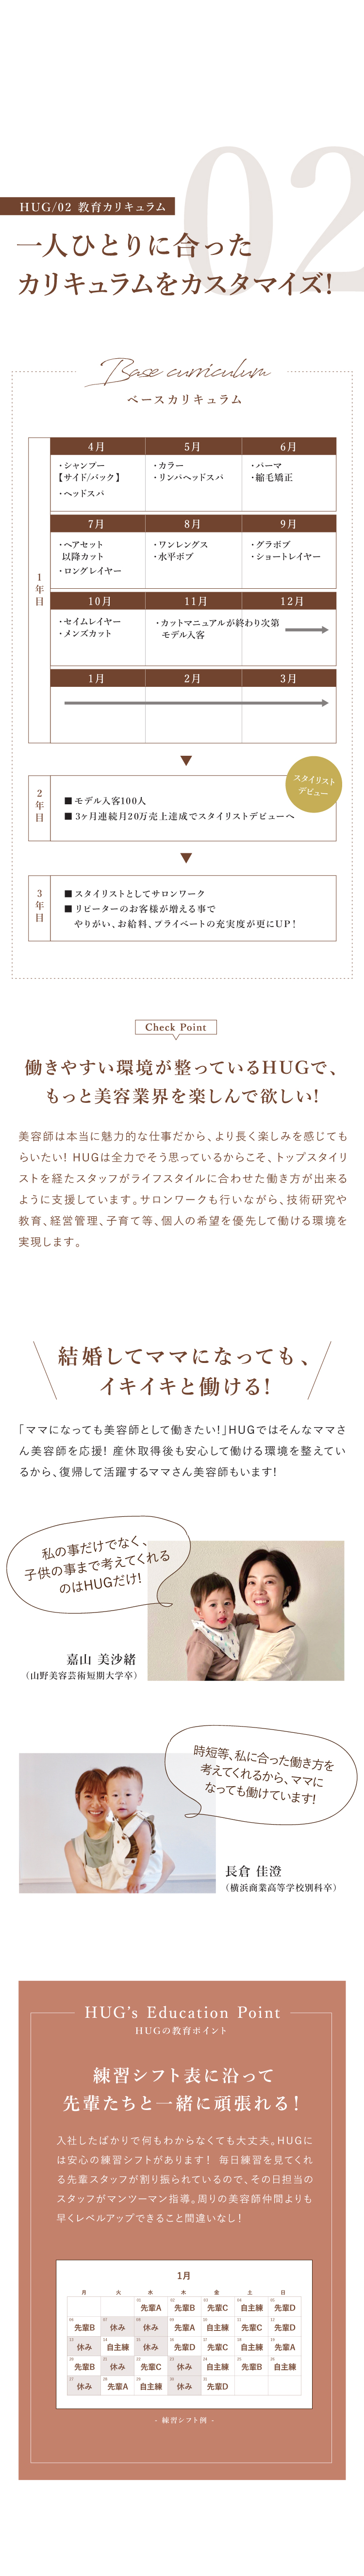 02
HUG/02 教育カリキュラム
一人ひとりに合った
カリキュラムをカスタマイズ!
Base curriculum
ベースカリキュラム
1年目
4月 5月 6月
・シャンプー
【サイド/バック】
・ヘッドスパ
・カラー
・リンパヘッドスパ
・パーマ
・縮毛矯正
7月 8月 9月
・ヘアセット
以降カット
・ロングレイヤー
・ワンレングス
・水平ボブ
・グラボブ
・ショートレイヤー
10月 11月 12月
・セイムレイヤー
・メンズカット
・カットマニュアルが終わり次第
モデル入客
1月 2月 3月
スタイリスト
デビュー
2年目
■ モデル入客100人
■ 3ヶ月連続月20万売上達成でスタイリストデビューへ
3年目
■ スタイリストとしてサロンワーク
■ リピーターのお客様が増える事で
やりがい、お給料、プライベートの充実度が更にUP!
Check Point
働きやすい環境が整っているHUGで、
もっと美容業界を楽しんで欲しい!
美容師は本当に魅力的な仕事だから、より長く楽しみを感じても
らいたい! HUGは全力でそう思っているからこそ、トップスタイリ
ストを経たスタッフがライフスタイルに合わせた働き方が出来る
ように支援しています。サロンワークも行いながら、技術研究や
教育、経営管理、子育て等、個人の希望を優先して働ける環境を
実現します。
結婚してママになっても、
イキイキと働ける!
「ママになっても美容師として働きたい!」HUGではそんなママさ
ん美容師を応援! 産休取得後も安心して働ける環境を整えてい
るから、復帰して活躍するママさん美容師もいます!
私の事だけでなく、
子供の事まで考えてくれる
のはHUGだけ!
嘉山 美沙緒
（山野美容芸術短期大学卒）
時短等、私に合った働き方を
考えてくれるから、ママに
なっても働けています!
長倉 佳澄
（横浜商業高等学校別科卒）
HUG's Education Point
HUGの教育ポイント
練習シフト表に沿って
先輩たちと一緒に頑張れる!
入社したばかりで何もわからなくても大丈夫。HUGに
は安心の練習シフトがあります! 毎日練習を見てくれ
る先輩スタッフが割り振られているので、その日担当の
スタッフがマンツーマン指導。周りの美容師仲間よりも
早くレベルアップできること間違いなし!
1月
月 火 水 木 金 土 日
01 02 03 04 05
先輩A 先輩B 先輩C 自主練 先輩D
06 07 08 09 10 11 12
先輩B 休み 休み 先輩A 自主練 先輩C 先輩D
13 14 15 16 17 18 19
休み 自主練 休み 先輩D 先輩C 自主練 先輩A
20 21 22 23 24 25 26
先輩B 休み 先輩C 休み 自主練 先輩B 自主練
27 28 29 30 31
休み 先輩A 自主練 休み 先輩D
- 練習シフト例 -